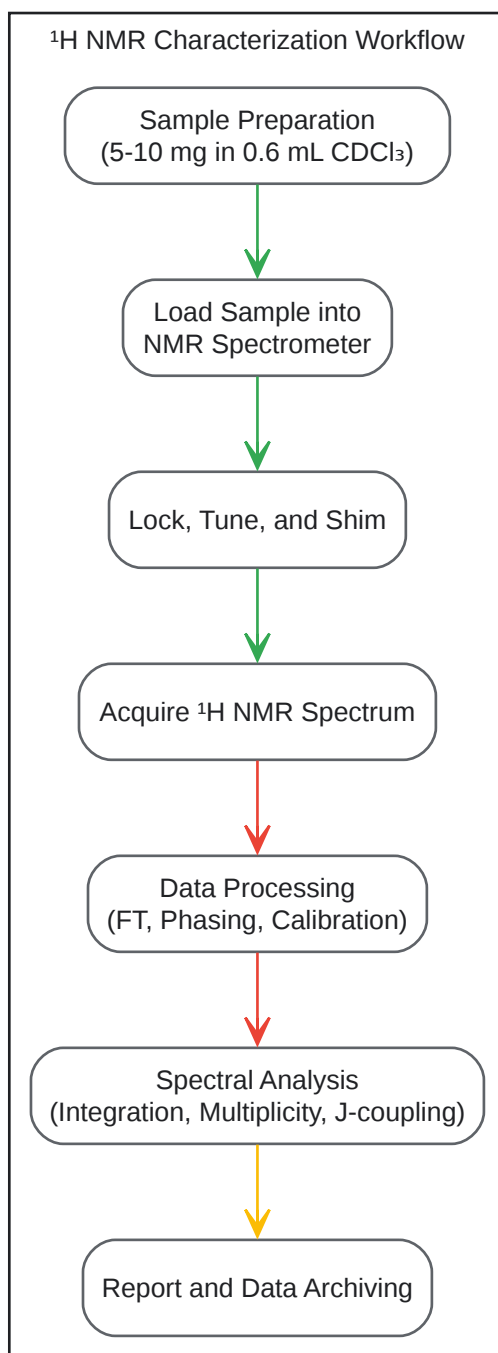 ¹H NMR Characterization Workflow
Sample Preparation
(5-10 mg in 0.6 mL CDCl₃)
Load Sample into
NMR Spectrometer
Lock, Tune, and Shim
Acquire ¹H NMR Spectrum
Data Processing
(FT, Phasing, Calibration)
Spectral Analysis
(Integration, Multiplicity, J-coupling)
Report and Data Archiving